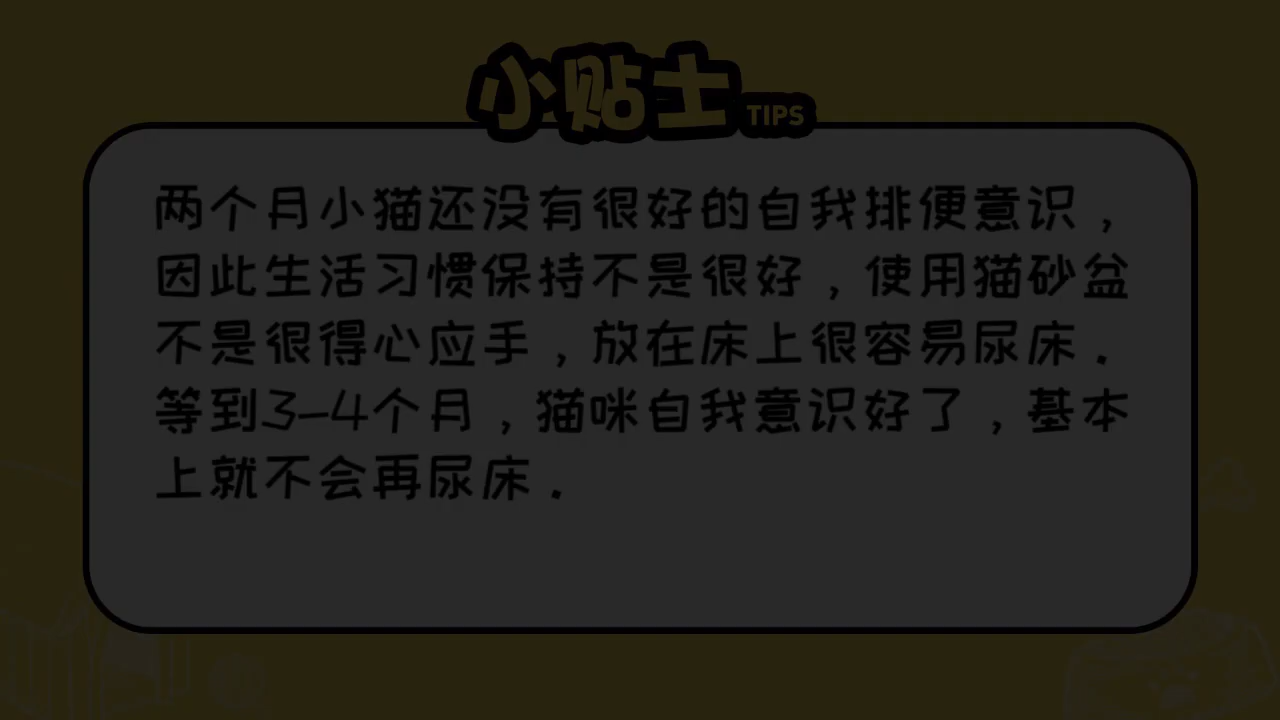 小贴士 TIPS
两个月小猫还没有很好的自我排便意识，
因此生活习惯保持不是很好，使用猫砂盆
不是很得心应手，放在床上很容易尿床.
等到3-4个月，猫咪自我意识好了，基本
上就不会再尿床.